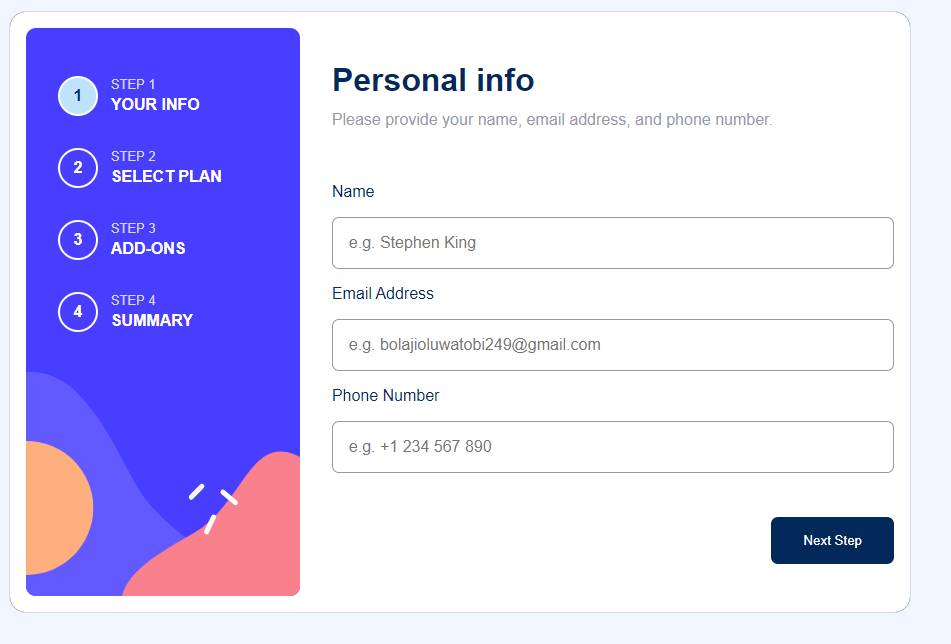 1
STEP 1
YOUR INFO
2
STEP 2
SELECT PLAN
3
STEP 3
ADD-ONS
4
STEP 4
SUMMARY
Personal info
Please provide your name, email address, and phone number.
Name
e.g. Stephen King
Email Address
e.g. bolajioluwatobi249@gmail.com
Phone Number
e.g. +1 234 567 890
Next Step